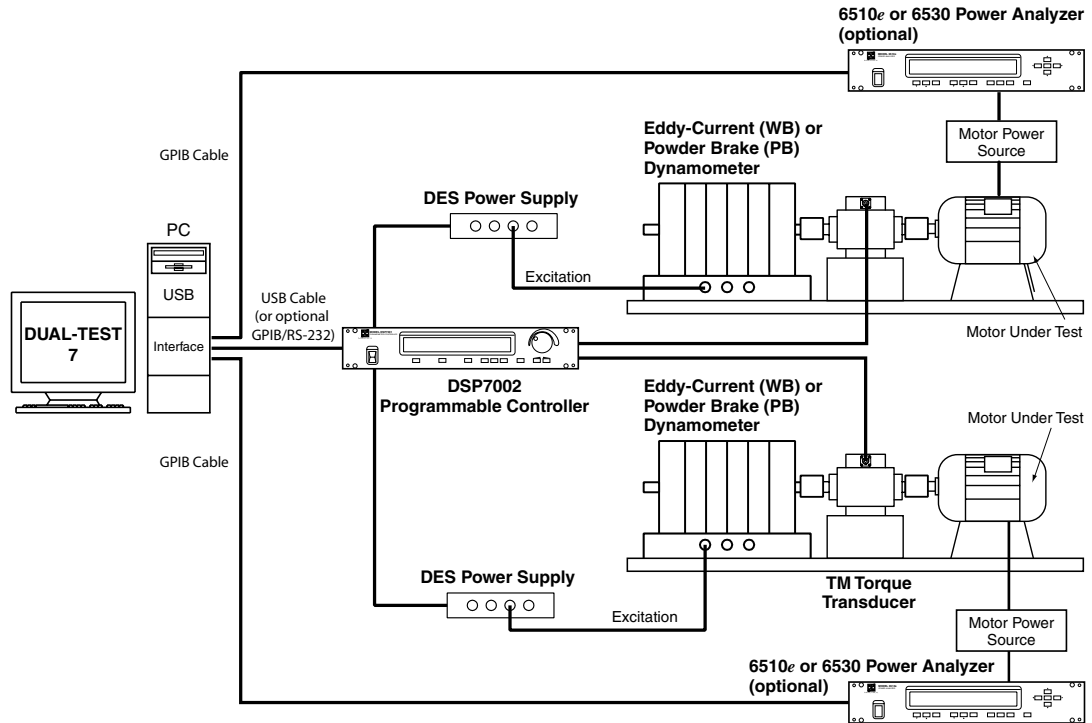 6510e or 6530 Power Analyzer
(optional)
GPIB Cable
Eddy-Current (WB) or
Powder Brake (PB)
Dynamometer
Motor Power
Source
DES Power Supply
PC
USB
Excitation
USB Cable
(or optional
GPIB/RS-232)
DUAL-TEST
7
Interface
Motor Under Test
DSP7002
Programmable Controller
Eddy-Current (WB) or
Powder Brake (PB)
Dynamometer
Motor Under Test
GPIB Cable
DES Power Supply
TM Torque
Transducer
Excitation
Motor Power
Source
6510e or 6530 Power Analyzer
(optional)